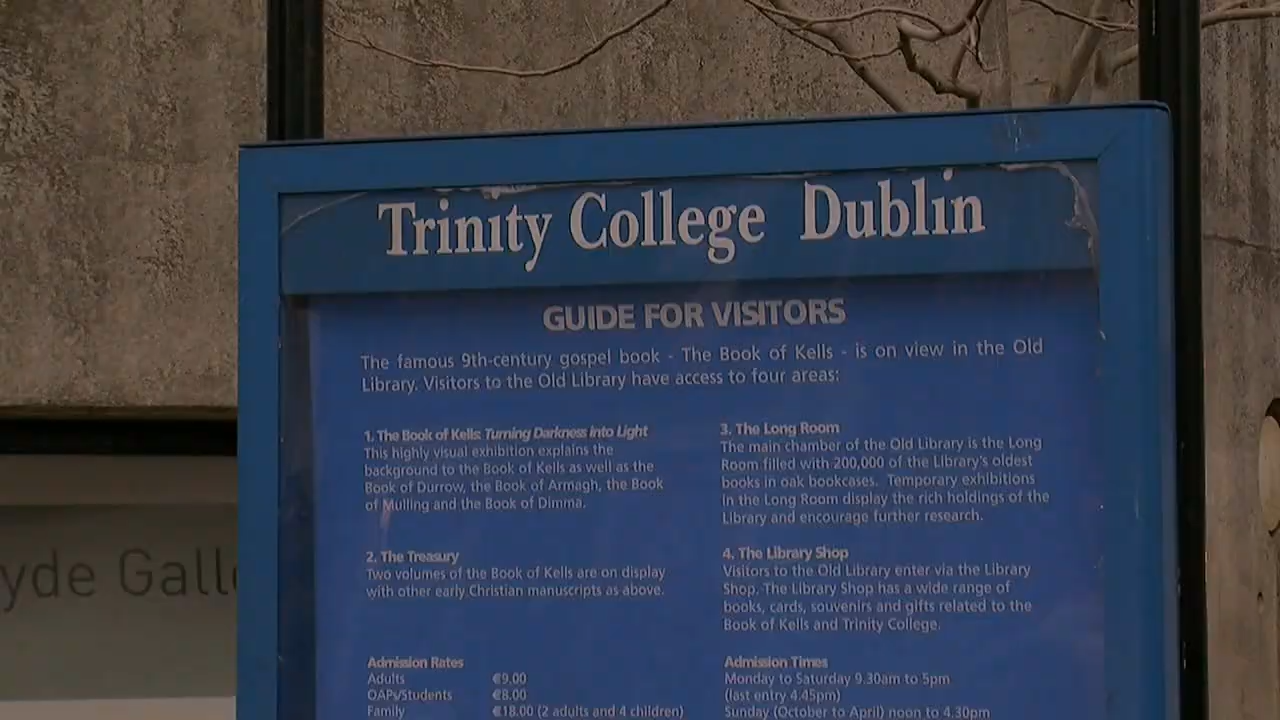 Trinity College Dublin
GUIDE FOR VISITORS
The famous 9th-century gospel book - The Book of Kells - is on view in the Old
Library. Visitors to the Old Library have access to four areas:
1. The Book of Kells: Turning Darkness into Light
This highly visual exhibition explains the
background to the Book of Kells as well as the
Book of Durrow, the Book of Armagh, the Book
of Mulling and the Book of Dimma.
2. The Treasury
Two volumes of the Book of Kells are on display
with other early Christian manuscripts as above.
3. The Long Room
The main chamber of the Old Library is the Long
Room filled with 200,000 of the Library's oldest
books in oak bookcases. Temporary exhibitions
in the Long Room display the rich holdings of the
Library and encourage further research.
4. The Library Shop
Visitors to the Old Library enter via the Library
Shop. The Library Shop has a wide range of
books, cards, souvenirs and gifts related to the
Book of Kells and Trinity College.
Admission Rates
Adults €9.00
OAPs/Students €8.00
Family €18.00 (2 adults and 4 children)
Admission Times
Monday to Saturday 9.30am to 5pm
(last entry 4.45pm)
Sunday (October to April) noon to 4.30pm
yde Galle